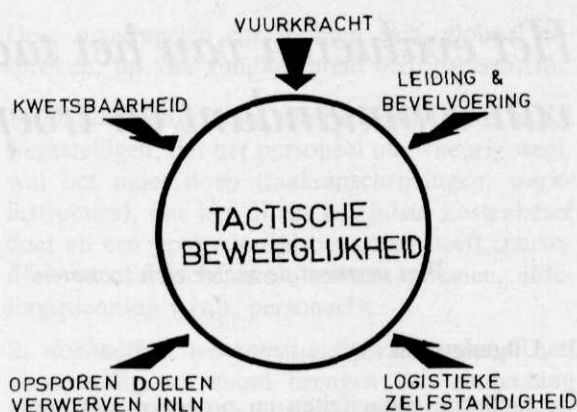 VUURKRACHT
KWETSBAARHEID
LEIDING &
BEVELVOERING
TACTISCHE
BEWEEGLIJKHEID
OPSPOREN DOELEN
VERWERVEN INLN
LOGISTIEKE
ZELFSTANDIGHEID